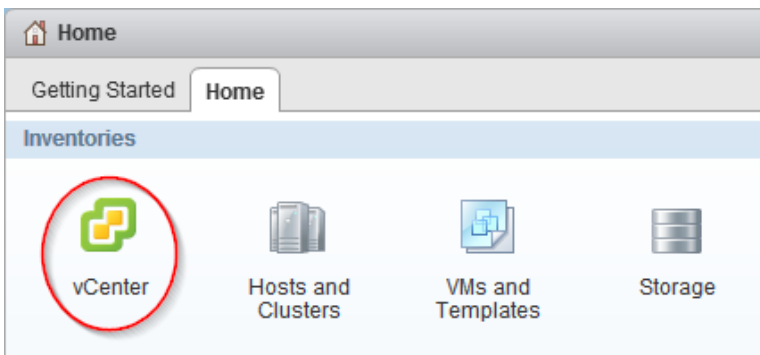 Home
Getting Started Home
Inventories
vCenter Hosts and VMs and Storage
Clusters Templates